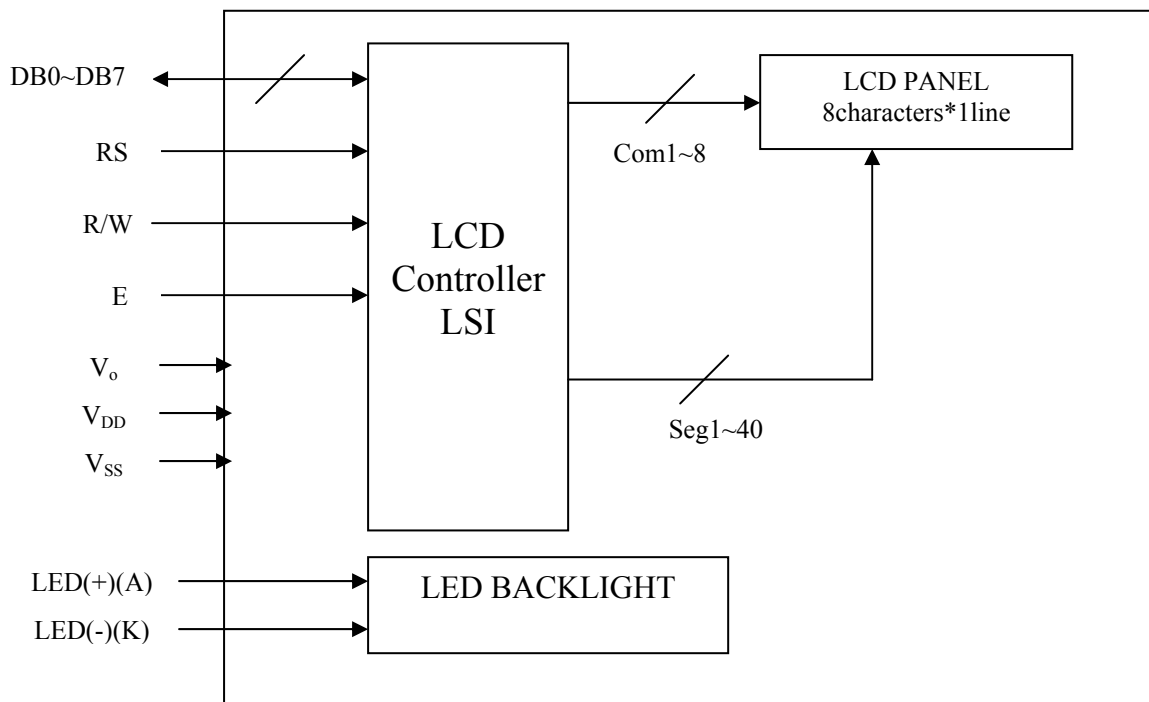 DB0~DB7
RS
R/W
E
Vo
VDD
VSS
LED(+)(A)
LED(-)(K)
LCD
Controller
LSI
Com1~8
Seg1~40
LCD PANEL
8characters*1line
LED BACKLIGHT